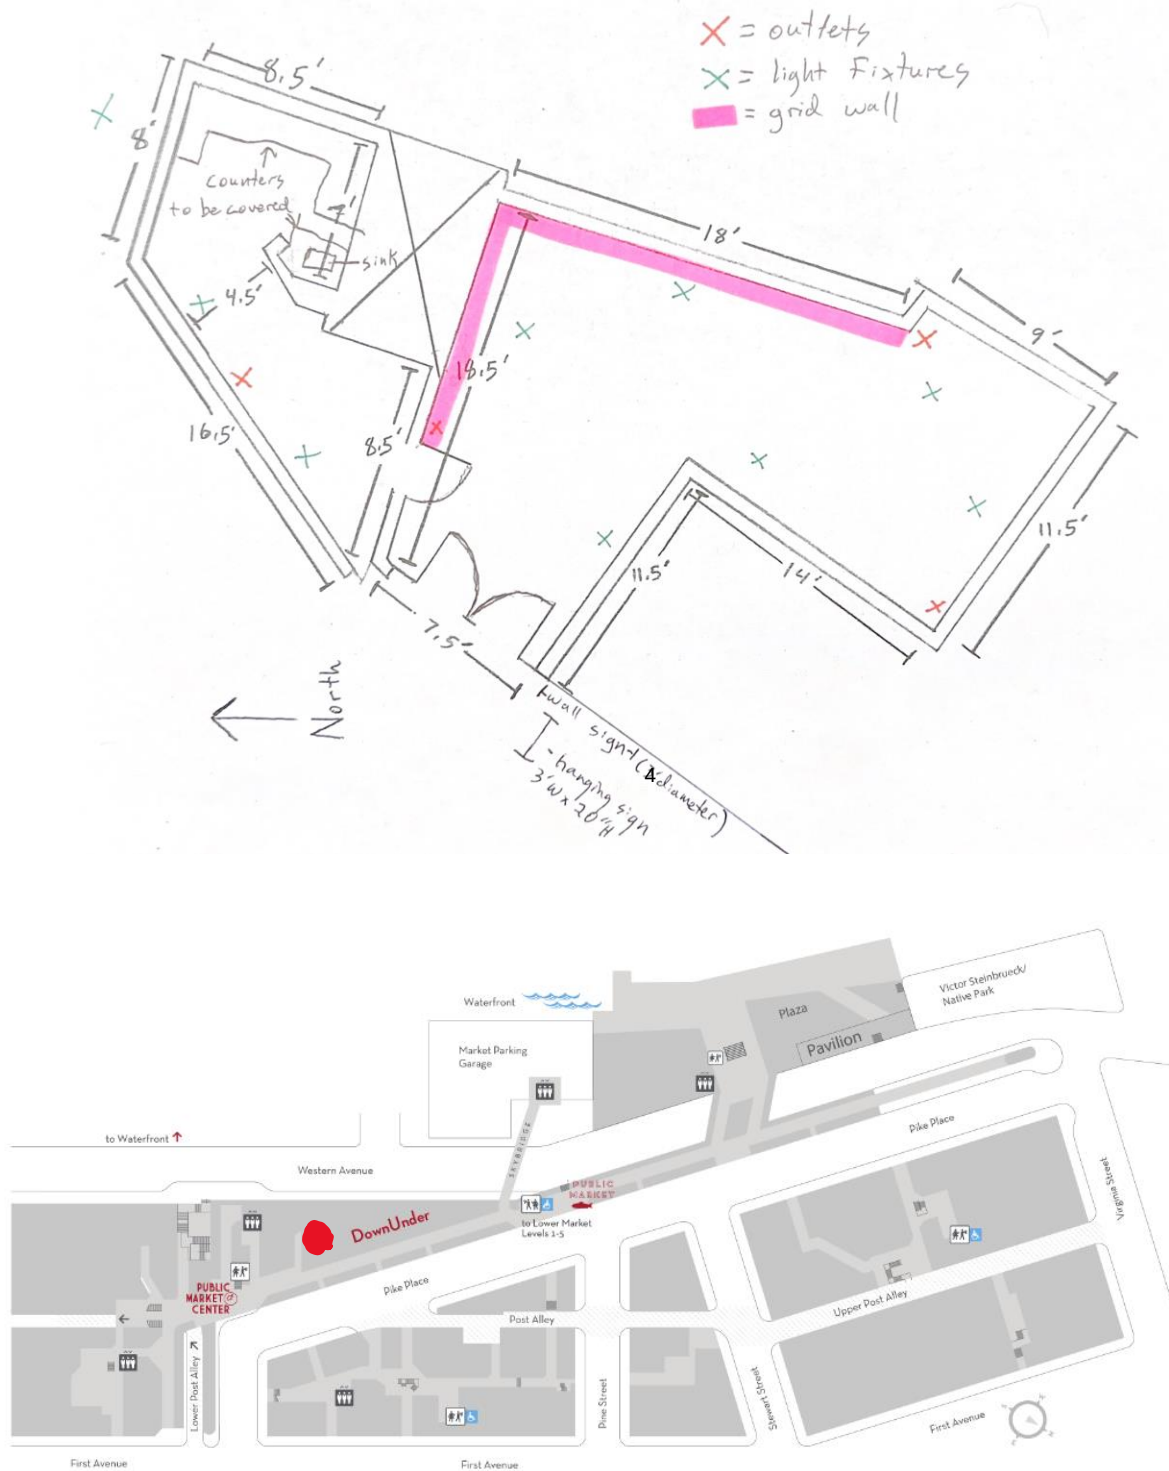 = outlets
= light Fixtures
= grid wall
8.5'
8'
counters
to be covered
7'
sink
4.5'
18'
9'
18.5'
16.5'
8.5'
11.5'
14'
11.5'
7.5'
North
wall sign (4'diameter)
- hanging sign
3'W x 20"H
Victor Steinbrueck/
Native Park
Plaza
Pavilion
Waterfront
Market Parking
Garage
to Waterfront
Western Avenue
SKYBRIDGE
Pike Place
PUBLIC
MARKET
to Lower Market
Levels 1-5
DownUnder
Virginia Street
Pike Place
PUBLIC
MARKET
CENTER
Post Alley
Upper Post Alley
Lower Post Alley
Pine Street
Stewart Street
First Avenue
First Avenue
First Avenue